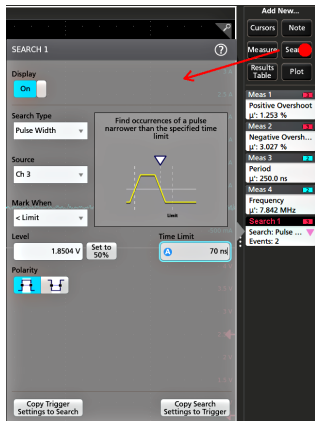 Add New...
Cursors
Note
Measure
Sear
Results
Table
Plot
SEARCH 1
?
Display
On
Search Type
Pulse Width
Source
Ch 3
Mark When
< Limit
Find occurrences of a pulse
narrower than the specified time
limit
Limit
Level
1.8504 V
Set to
50%
Time Limit
A
70 ns
Polarity
Copy Trigger
Settings to Search
Copy Search
Settings to Trigger
Meas 1
Positive Overshoot
µ': 1.253 %
Meas 2
Negative Oversh...
µ': 3.027 %
Meas 3
Period
µ': 250.0 ns
Meas 4
Frequency
µ': 7.842 MHz
Search 1
Search: Pulse ...
Events: 2